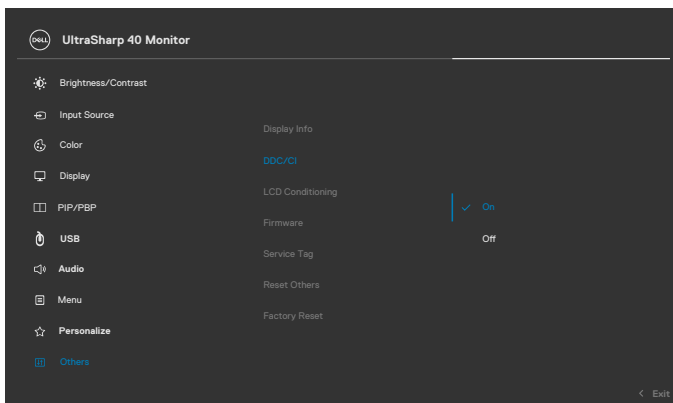 DELL
UltraSharp 40 Monitor
Brightness/Contrast
Input Source
Color
Display
PIP/PBP
USB
Audio
Menu
Personalize
Others
Display Info
DDC/CI
LCD Conditioning
Firmware
Service Tag
Reset Others
Factory Reset
On
Off
Exit